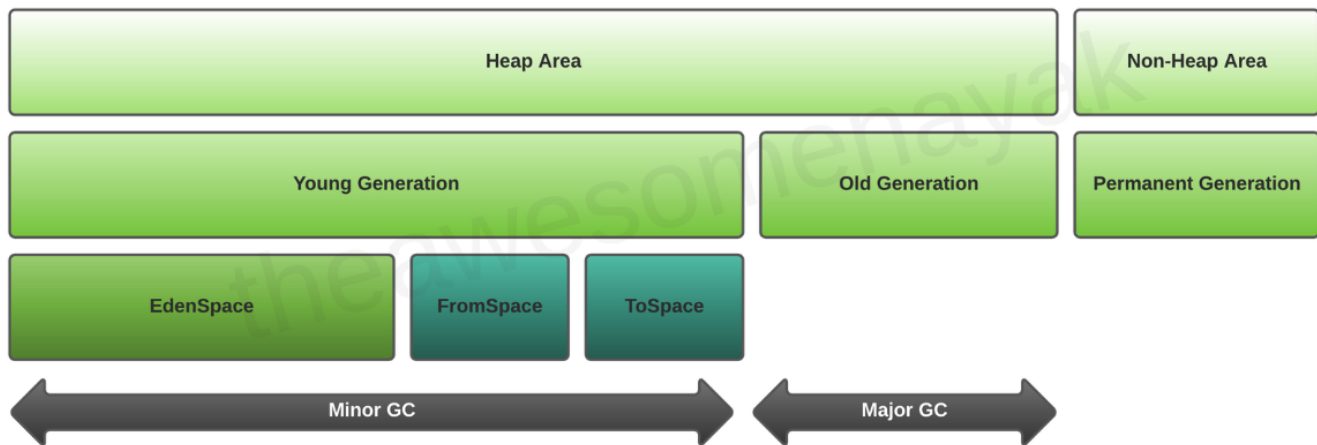 Heap Area
Non-Heap Area
Young Generation
Old Generation
Permanent Generation
EdenSpace
FromSpace
ToSpace
Minor GC
Major GC
theawesomenayak